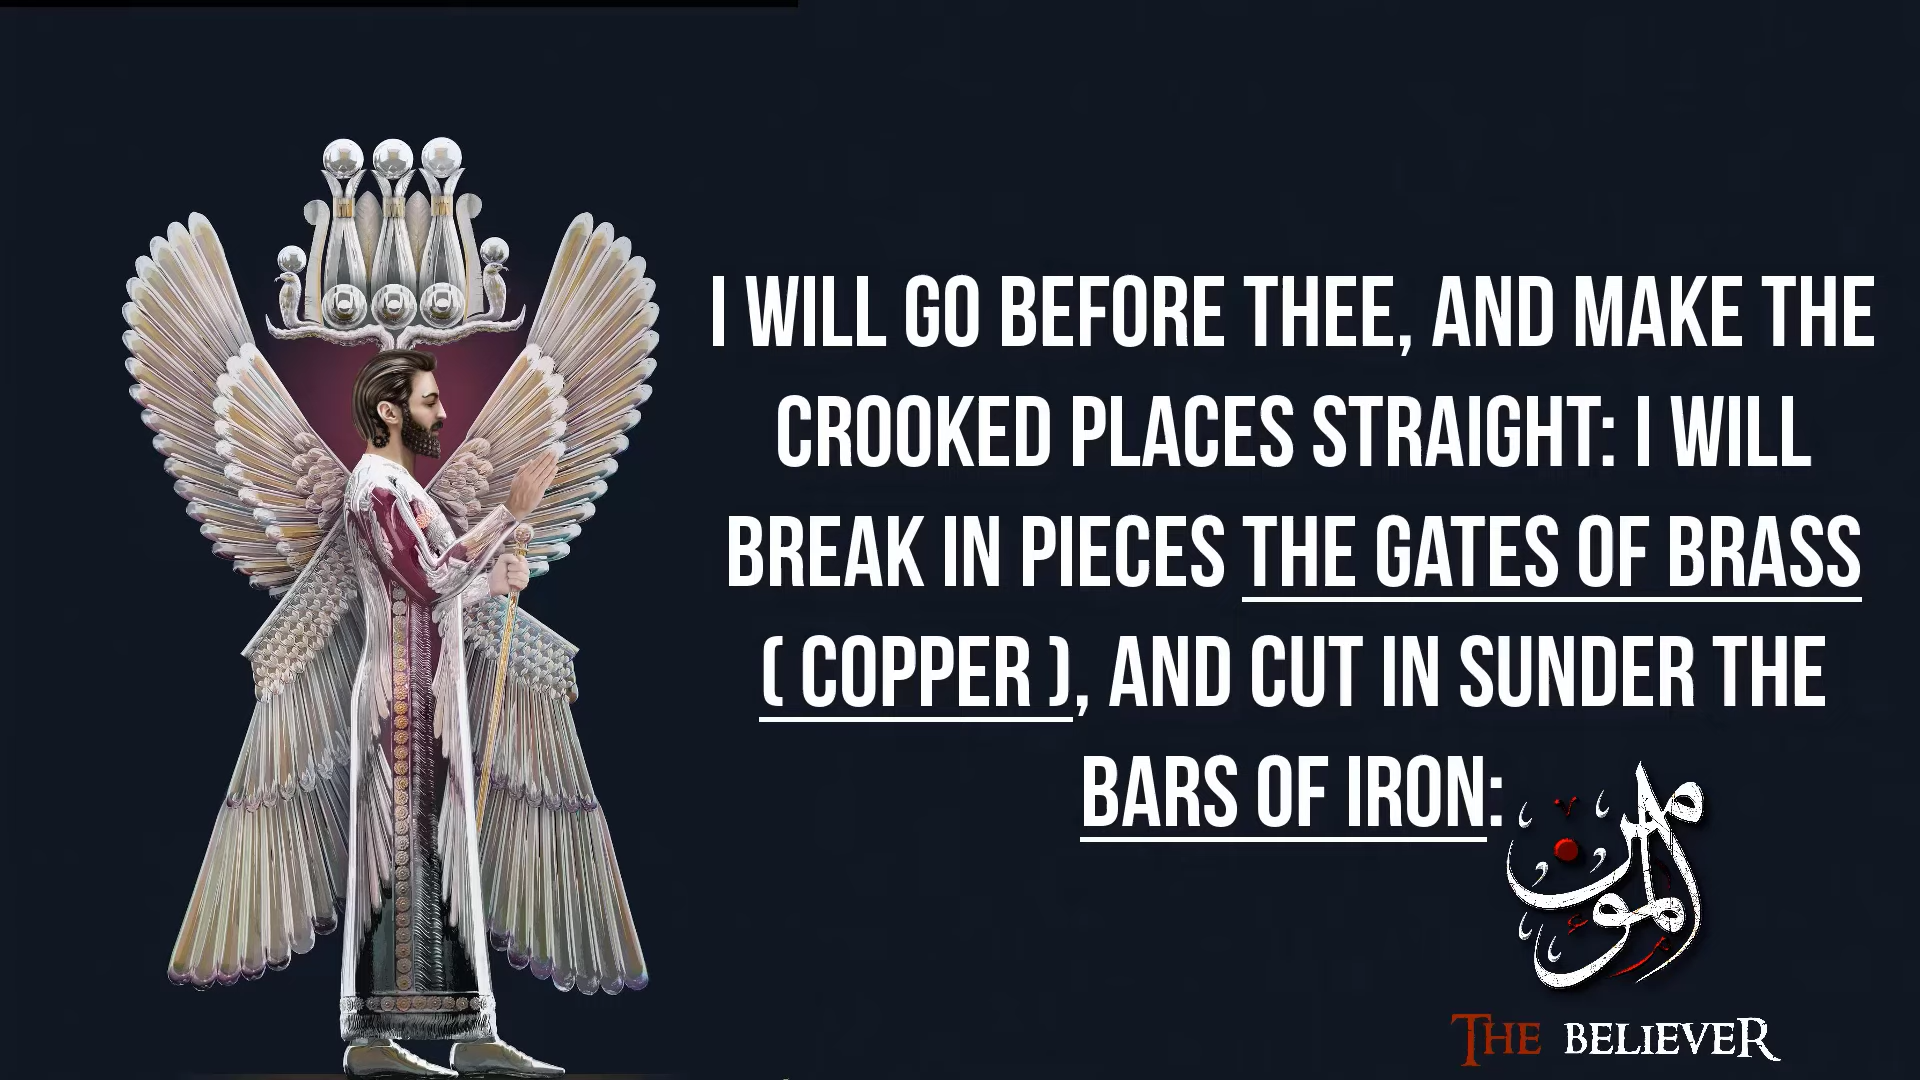 I WILL GO BEFORE THEE, AND MAKE THE
CROOKED PLACES STRAIGHT: I WILL
BREAK IN PIECES THE GATES OF BRASS
( COPPER ), AND CUT IN SUNDER THE
BARS OF IRON:
المؤمن
THE BELIEVER